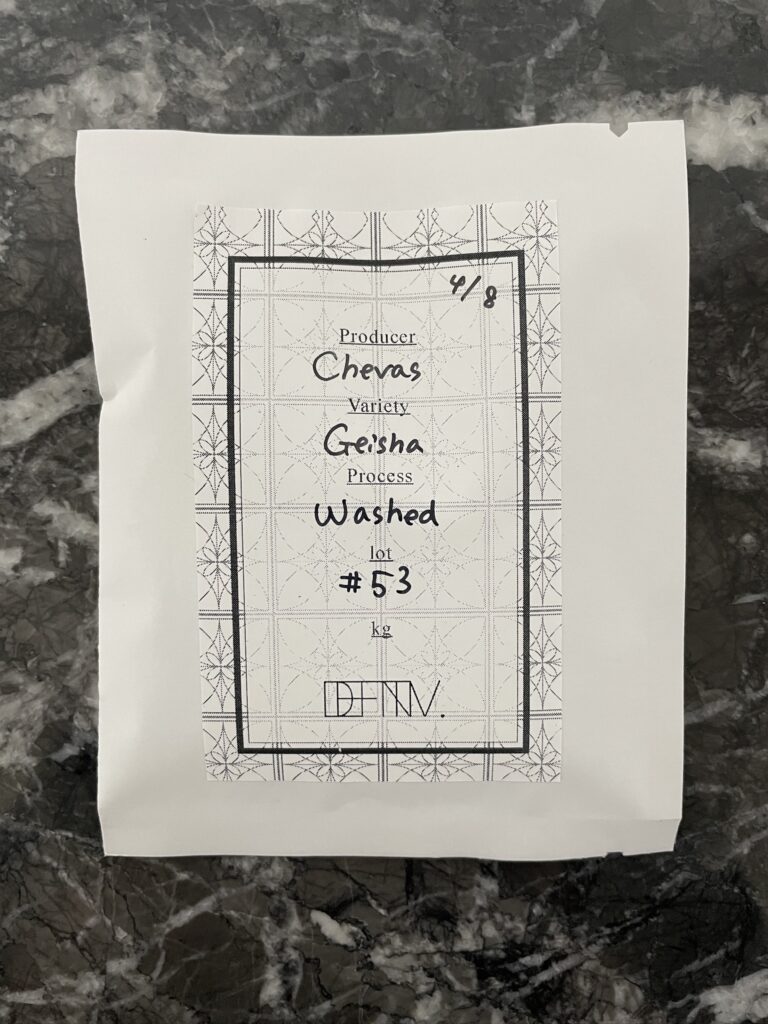 4/8
Producer
Chevas
Variety
Geisha
Process
Washed
lot
#53
kg